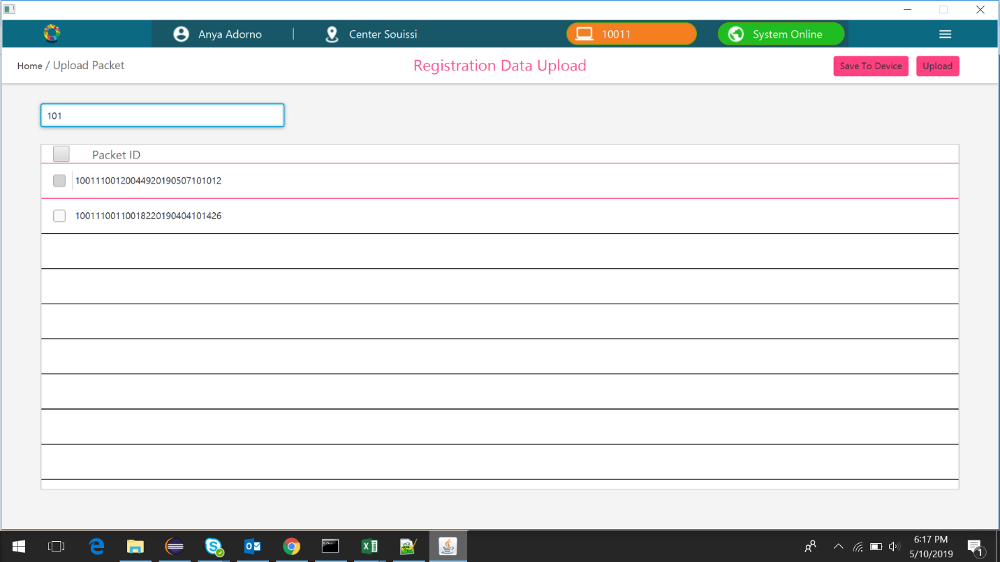 Anya Adorno | Center Souissi 10011 System Online
Home / Upload Packet Registration Data Upload Save To Device Upload
101
Packet ID
10011100120044920190507101012
10011100110018220190404101426
6:17 PM
5/10/2019
1